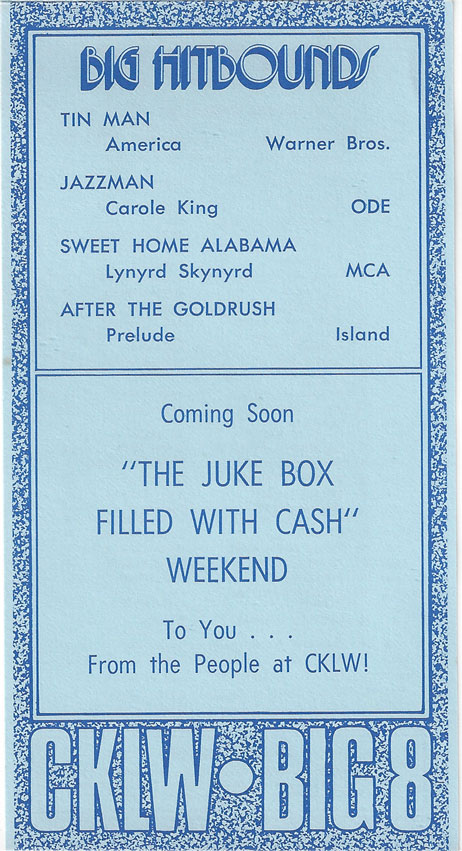 BIG HITBOUNDS
TIN MAN
America Warner Bros.
JAZZMAN
Carole King ODE
SWEET HOME ALABAMA
Lynyrd Skynyrd MCA
AFTER THE GOLDRUSH
Prelude Island
Coming Soon
"THE JUKE BOX
FILLED WITH CASH"
WEEKEND
To You . . .
From the People at CKLW!
CKLW•BIG8